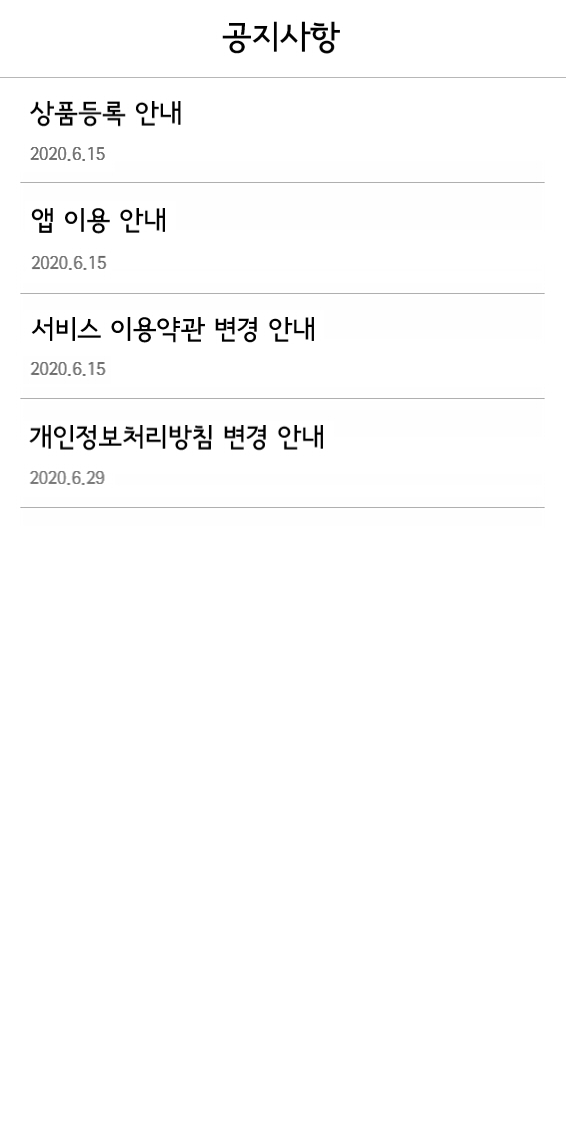 공지사항
상품등록 안내
2020.6.15
앱 이용 안내
2020.6.15
서비스 이용약관 변경 안내
2020.6.15
개인정보처리방침 변경 안내
2020.6.29